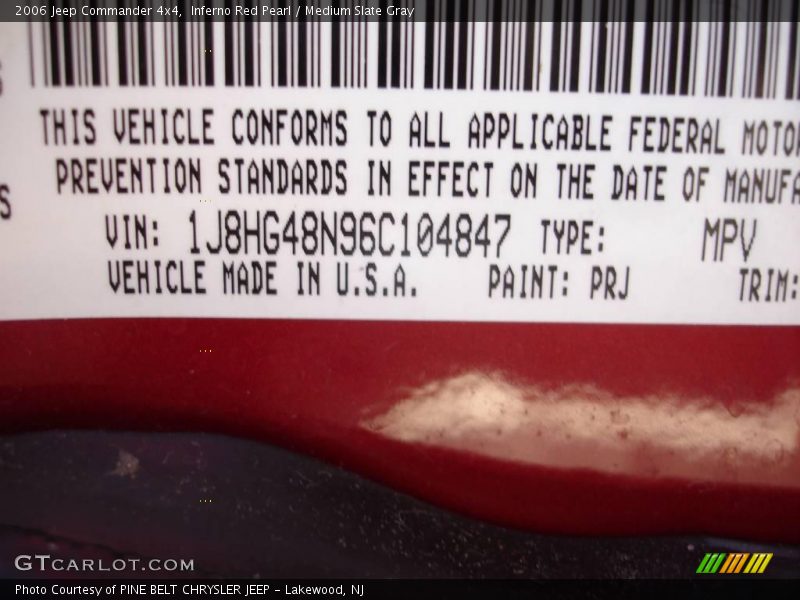 2006 Jeep Commander 4x4, Inferno Red Pearl / Medium Slate Gray
THIS VEHICLE CONFORMS TO ALL APPLICABLE FEDERAL MOTO
PREVENTION STANDARDS IN EFFECT ON THE DATE OF MANUFA
S
VIN: 1J8HG48N96C104847 TYPE: MPV
VEHICLE MADE IN U.S.A. PAINT: PRJ TRIM:
GTCARLOT.COM
Photo Courtesy of PINE BELT CHRYSLER JEEP - Lakewood, NJ